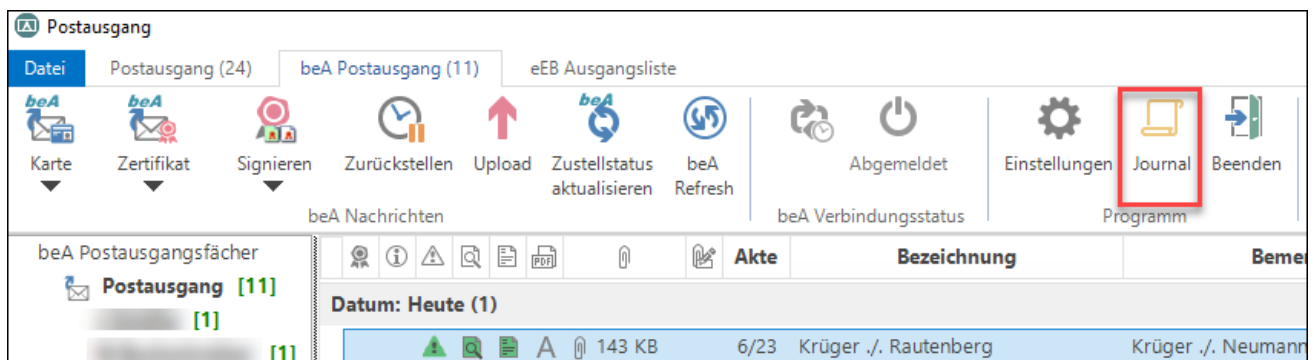 Postausgang
Datei Postausgang (24) beA Postausgang (11) eEB Ausgangsliste
beA beA beA
Karte Zertifikat Signieren Zurückstellen Upload Zustellstatus beA Abgemeldet Einstellungen Journal Beenden
aktualisieren Refresh
beA Nachrichten beA Verbindungsstatus Programm
beA Postausgangsfächer PDF Akte Bezeichnung Bemer
Postausgang [11]
Datum: Heute (1)
[1]
A 143 KB 6/23 Krüger ./. Rautenberg Krüger ./. Neumann
[1]